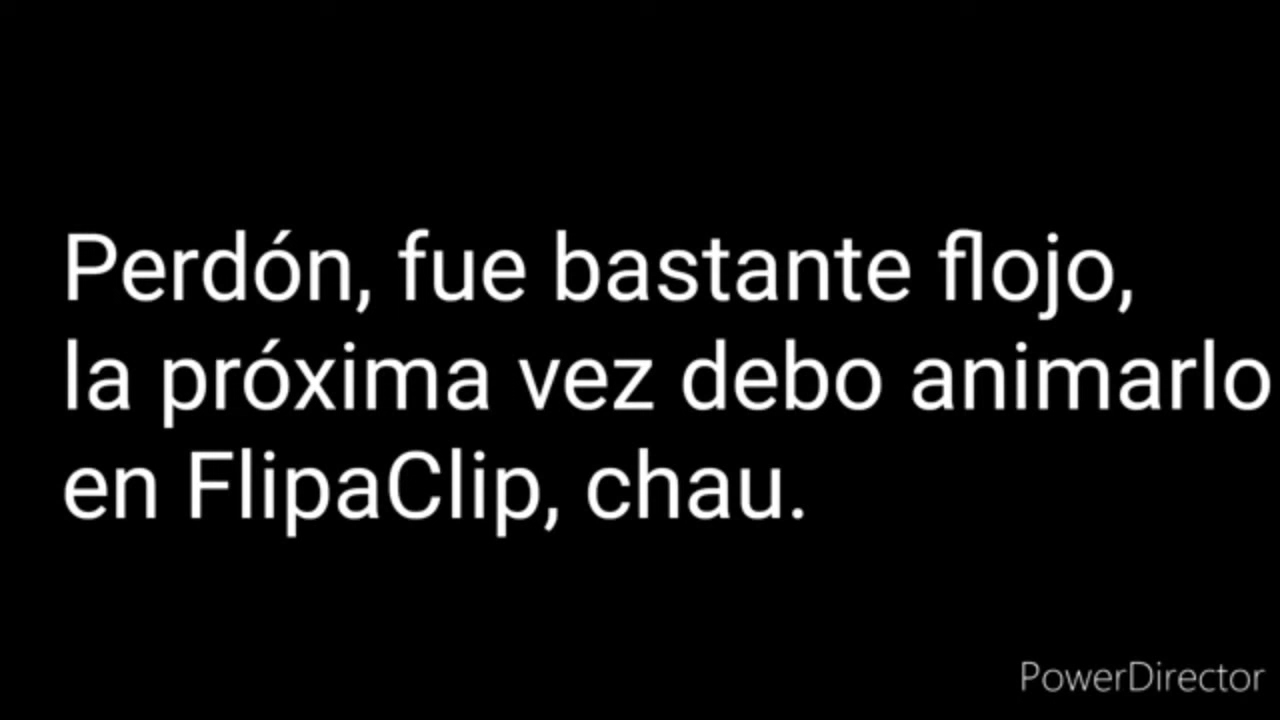 Perdón, fue bastante flojo,
la próxima vez debo animarlo
en FlipaClip, chau.
PowerDirector